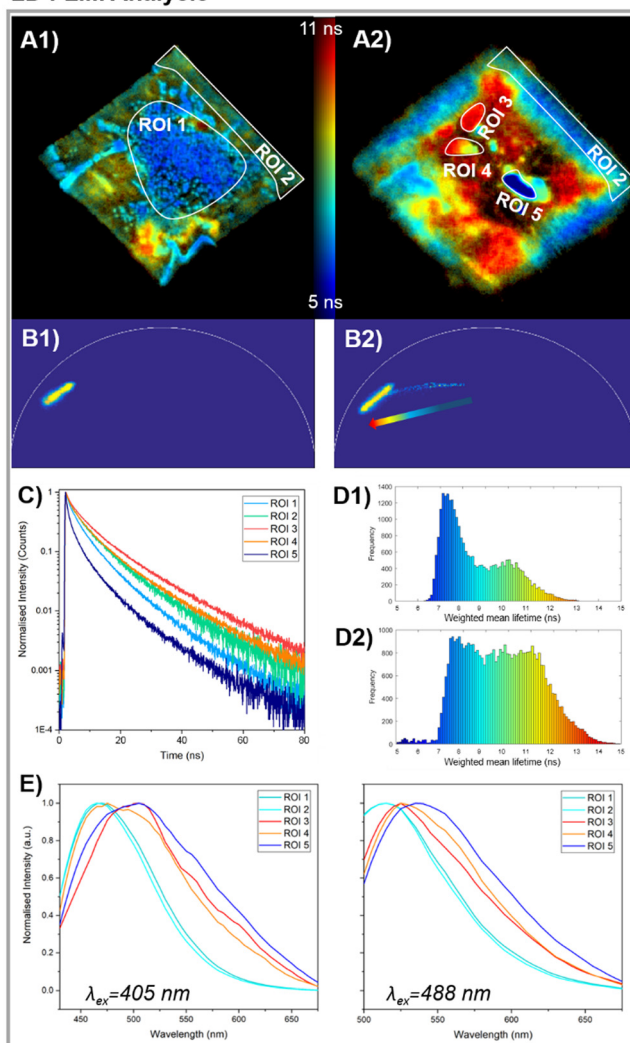 A1)
11 ns
A2)
ROI 1
ROI 2
ROI 3
ROI 4
ROI 5
ROI 2
5 ns
B1)
B2)
C)
D1)
Normalised Intensity (Counts)
1
0.1
0.01
0.001
1E-4
ROI 1
ROI 2
ROI 3
ROI 4
ROI 5
0 20 40 60 80
Time (ns)
Frequency
1400
1200
1000
800
600
400
200
0
5 6 7 8 9 10 11 12 13 14 15
Weighted mean lifetime (ns)
D2)
Frequency
1000
800
600
400
200
0
5 6 7 8 9 10 11 12 13 14 15
Weighted mean lifetime (ns)
E)
Normalised Intensity (a.u.)
1.0
0.8
0.6
0.4
0.2
0.0
ROI 1
ROI 2
ROI 3
ROI 4
ROI 5
λex=405 nm
450 500 550 600 650
Wavelength (nm)
ROI 1
ROI 2
ROI 3
ROI 4
ROI 5
λex=488 nm
500 550 600 650
Wavelength (nm)